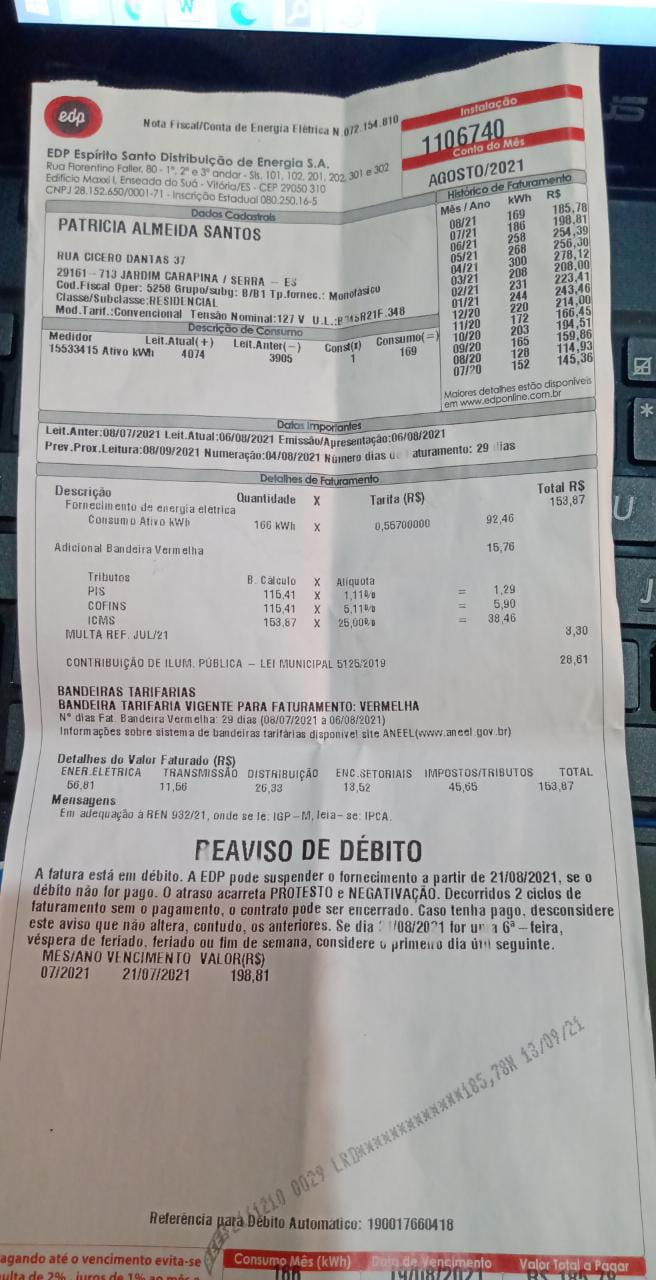 edp
Nota Fiscal/Conta de Energia Elétrica N.072.154.810
Instalação
1106740
Conta do Mês
AGOSTO/2021
EDP Espírito Santo Distribuição de Energia S.A.
Rua Florentino Faller, 80 - 1º, 2º e 3º andar - Sls. 101, 102, 201, 202, 301 e 302
Edifício Maxxi I, Enseada do Suá - Vitória/ES - CEP 29050 310
CNPJ 28.152.650/0001-71 - Inscrição Estadual 080.250.16-5
Histórico de Faturamento
Mês / Ano kWh R$
08/21 169 185,78
07/21 186 198,81
06/21 258 254,39
05/21 268 256,30
04/21 300 278,12
03/21 208 208,00
02/21 231 223,41
01/21 244 243,46
12/20 220 214,00
11/20 172 166,45
10/20 203 194,51
09/20 165 159,86
08/20 128 114,93
07/20 152 145,36
Maiores detalhes estão disponíveis
em www.edponline.com.br
Dados Cadastrais
PATRICIA ALMEIDA SANTOS
RUA CICERO DANTAS 37
29161-713 JARDIM CARAPINA / SERRA - ES
Cod.Fiscal Oper: 5258 Grupo/subg: B/B1 Tp.fornec.: Monofásico
Classe/Subclasse:RESIDENCIAL
Mod.Tarif.:Convencional Tensão Nominal:127 V U.L.:
Descrição de Consumo
Medidor Leit.Atual(+) Leit.Anter(-) Const(x) Consumo(=)
15533415 Ativo kWh 4074 3905 1 169
Datas Importantes
Leit.Anter:08/07/2021 Leit.Atual:06/08/2021 Emissão/Apresentação:06/08/2021
Prev.Prox.Leitura:08/09/2021 Numeração:04/08/2021 Número dias aturamento: 29 dias
Detalhes de Faturamento
Descrição Quantidade X Tarifa (R$) Total R$
Fornecimento de energia elétrica 153,87
Consumo Ativo kWh 166 kWh X 0,55700000 92,46
Adicional Bandeira Vermelha 15,76
Tributos B. Cálculo X Alíquota
PIS 115,41 X 1,11% = 1,29
COFINS 115,41 X 5,11% = 5,90
ICMS 153,87 X 25,00% = 38,46
MULTA REF. JUL/21 3,30
CONTRIBUIÇÃO DE ILUM. PÚBLICA - LEI MUNICIPAL 5125/2019 28,61
BANDEIRAS TARIFARIAS
BANDEIRA TARIFARIA VIGENTE PARA FATURAMENTO: VERMELHA
Nº dias Fat. Bandeira Vermelha: 29 dias (08/07/2021 a 06/08/2021)
Informações sobre sistema de bandeiras tarifárias disponível site ANEEL(www.aneel.gov.br)
Detalhes do Valor Faturado (R$)
ENER.ELÉTRICA TRANSMISSÃO DISTRIBUIÇÃO ENC.SETORIAIS IMPOSTOS/TRIBUTOS TOTAL
56,81 11,56 26,33 13,52 45,65 153,87
Mensagens
Em adequação à REN 932/21, onde se le: IGP-M, leia-se: IPCA.
REAVISO DE DÉBITO
A fatura está em débito. A EDP pode suspender o fornecimento a partir de 21/08/2021, se o
débito não for pago. O atraso acarreta PROTESTO e NEGATIVAÇÃO. Decorridos 2 ciclos de
faturamento sem o pagamento, o contrato pode ser encerrado. Caso tenha pago, desconsidere
este aviso que não altera, contudo, os anteriores. Se dia /08/2021 for uma 6ª-feira,
véspera de feriado, feriado ou fim de semana, considere o primeiro dia útil seguinte.
MES/ANO VENCIMENTO VALOR(R$)
07/2021 21/07/2021 198,81
1210 0029 LRD************185,78N 13/09/21
Referência para Débito Automático: 190017660418
agando até o vencimento evita-se
ulta de 2%, juros de 1% ao mês
Consumo Mês (kWh) Data de Vencimento Valor Total a Pagar
166 19/08/2021 R$ 185,78
U
J
*